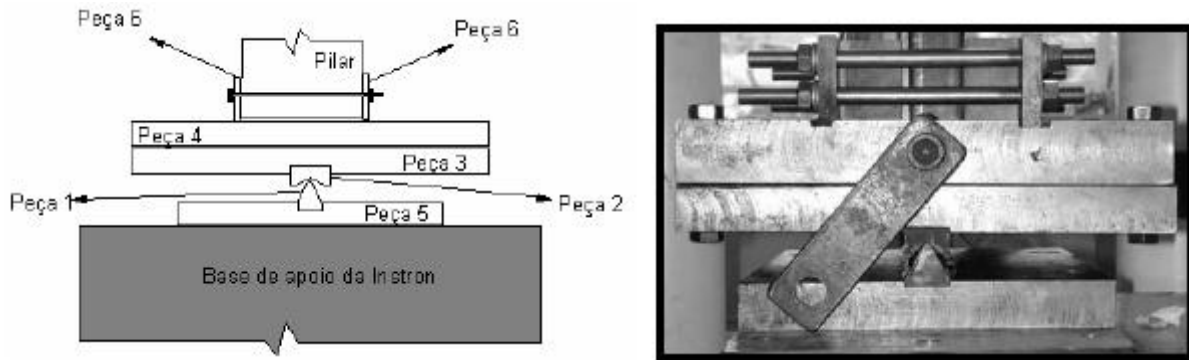 Peça 6
Peça 6
Pilar
Peça 4
Peça 3
Peça 1
Peça 5
Peça 2
Base de apoio da Instron